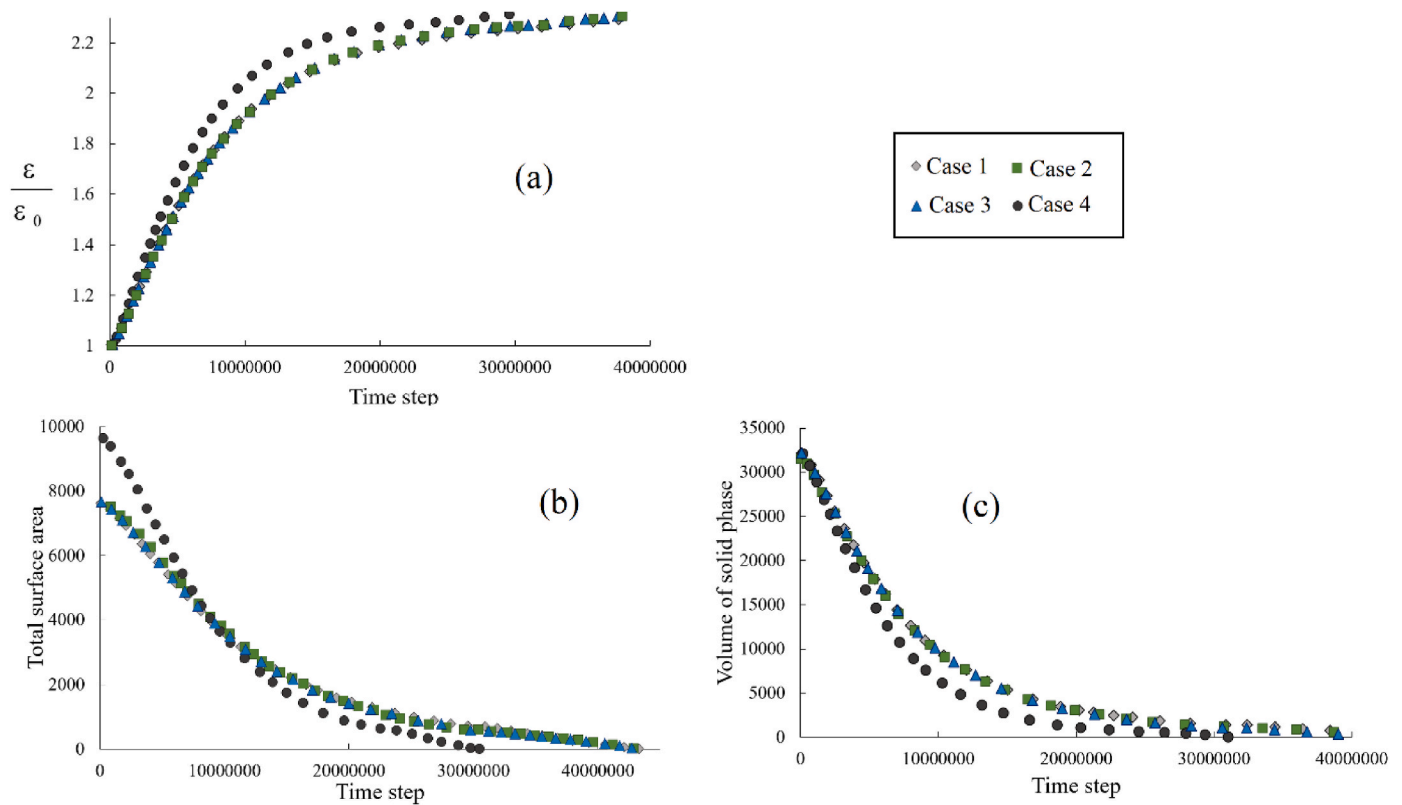 2.2
2
1.8
1.6
1.4
1.2
1
ε
ε 0
(a)
0
10000000
20000000
30000000
40000000
Time step
Case 1
Case 2
Case 3
Case 4
10000
8000
6000
4000
2000
0
Total surface area
(b)
0
10000000
20000000
30000000
40000000
Time step
35000
30000
25000
20000
15000
10000
5000
0
Volume of solid phase
(c)
0
10000000
20000000
30000000
40000000
Time step